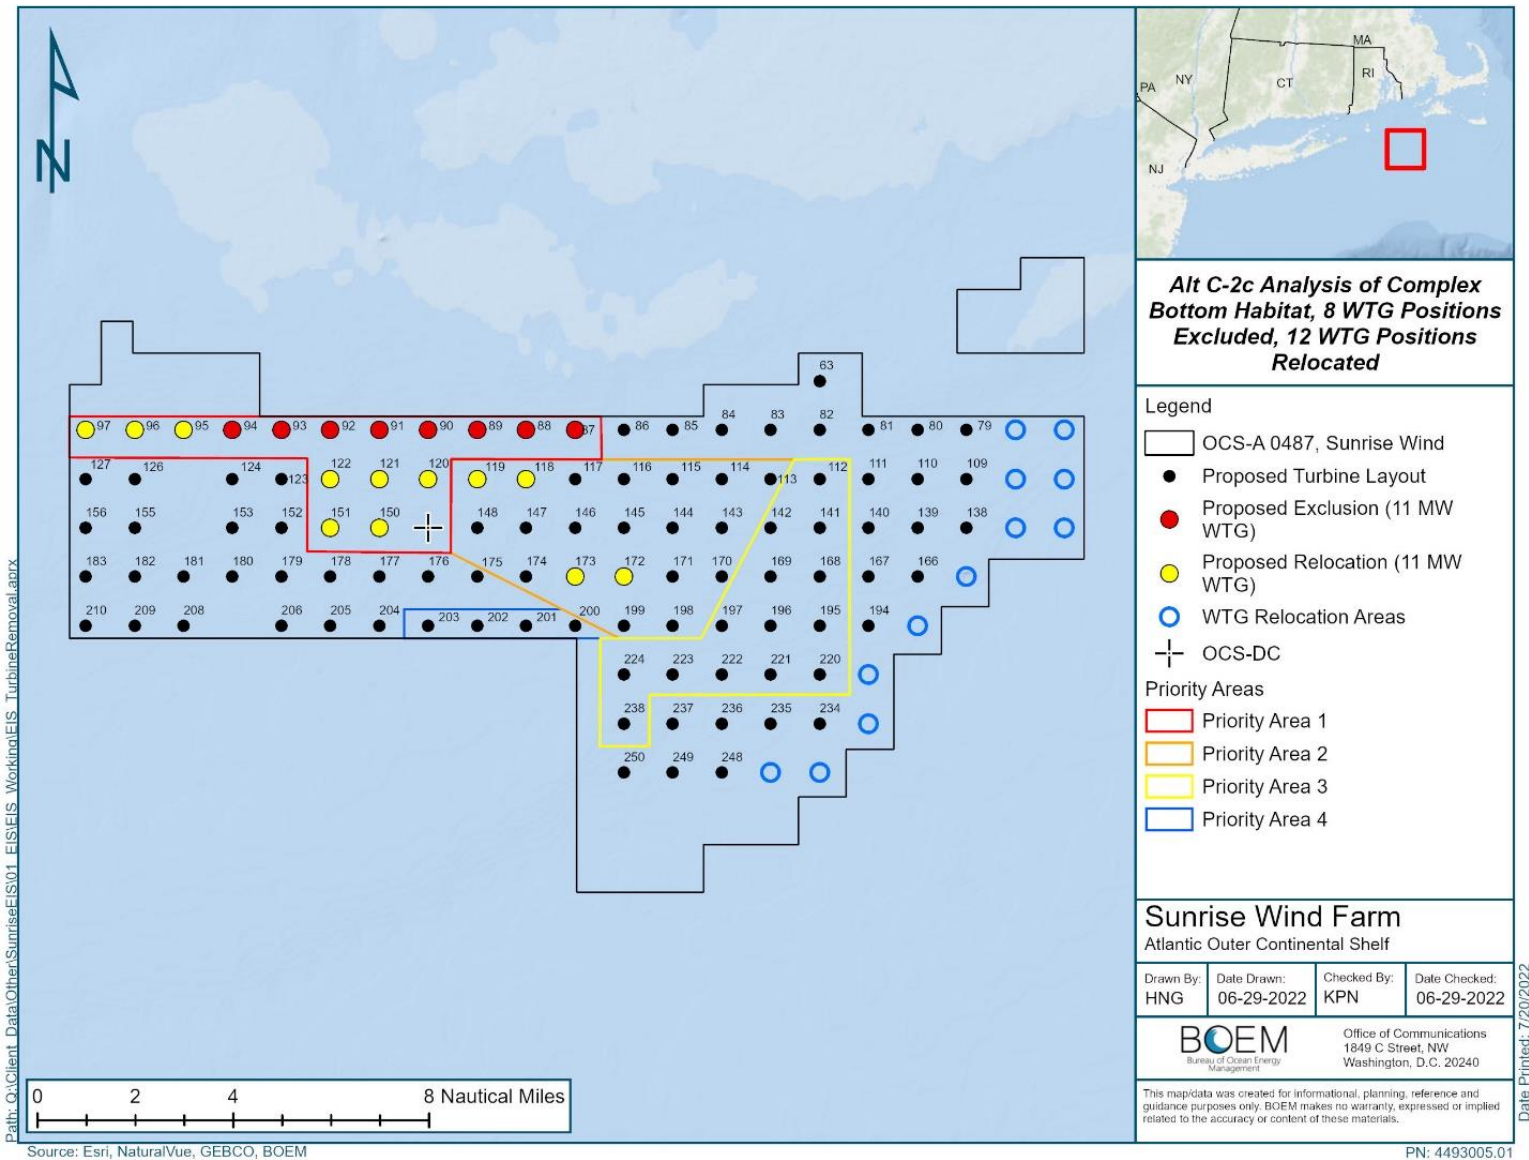 N
MA
RI
CT
NY
PA
NJ
Alt C-2c Analysis of Complex
Bottom Habitat, 8 WTG Positions
Excluded, 12 WTG Positions
Relocated
Legend
OCS-A 0487, Sunrise Wind
Proposed Turbine Layout
Proposed Exclusion (11 MW
WTG)
Proposed Relocation (11 MW
WTG)
WTG Relocation Areas
OCS-DC
Priority Areas
Priority Area 1
Priority Area 2
Priority Area 3
Priority Area 4
63
84 83 82
97 96 95 94 93 92 91 90 89 88 87 86 85 81 80 79
127 126 124 123 122 121 120 119 118 117 116 115 114 113 112 111 110 109
156 155 153 152 151 150 148 147 146 145 144 143 142 141 140 139 138
183 182 181 180 179 178 177 176 175 174 173 172 171 170 169 168 167 166
210 209 208 206 205 204 203 202 201 200 199 198 197 196 195 194
224 223 222 221 220
238 237 236 235 234
250 249 248
0 2 4 8 Nautical Miles
Sunrise Wind Farm
Atlantic Outer Continental Shelf
Drawn By: Date Drawn: Checked By: Date Checked:
HNG 06-29-2022 KPN 06-29-2022
BOEM
Bureau of Ocean Energy
Management
Office of Communications
1849 C Street, NW
Washington, D.C. 20240
This map/data was created for informational, planning, reference and
guidance purposes only. BOEM makes no warranty, expressed or implied
related to the accuracy or content of these materials.
Path: Q:\Client_Data\Other\SunriseEIS\01_EIS\EIS_Working\EIS_TurbineRemoval.aprx
Date Printed: 7/20/2022
Source: Esri, NaturalVue, GEBCO, BOEM
PN: 4493005.01